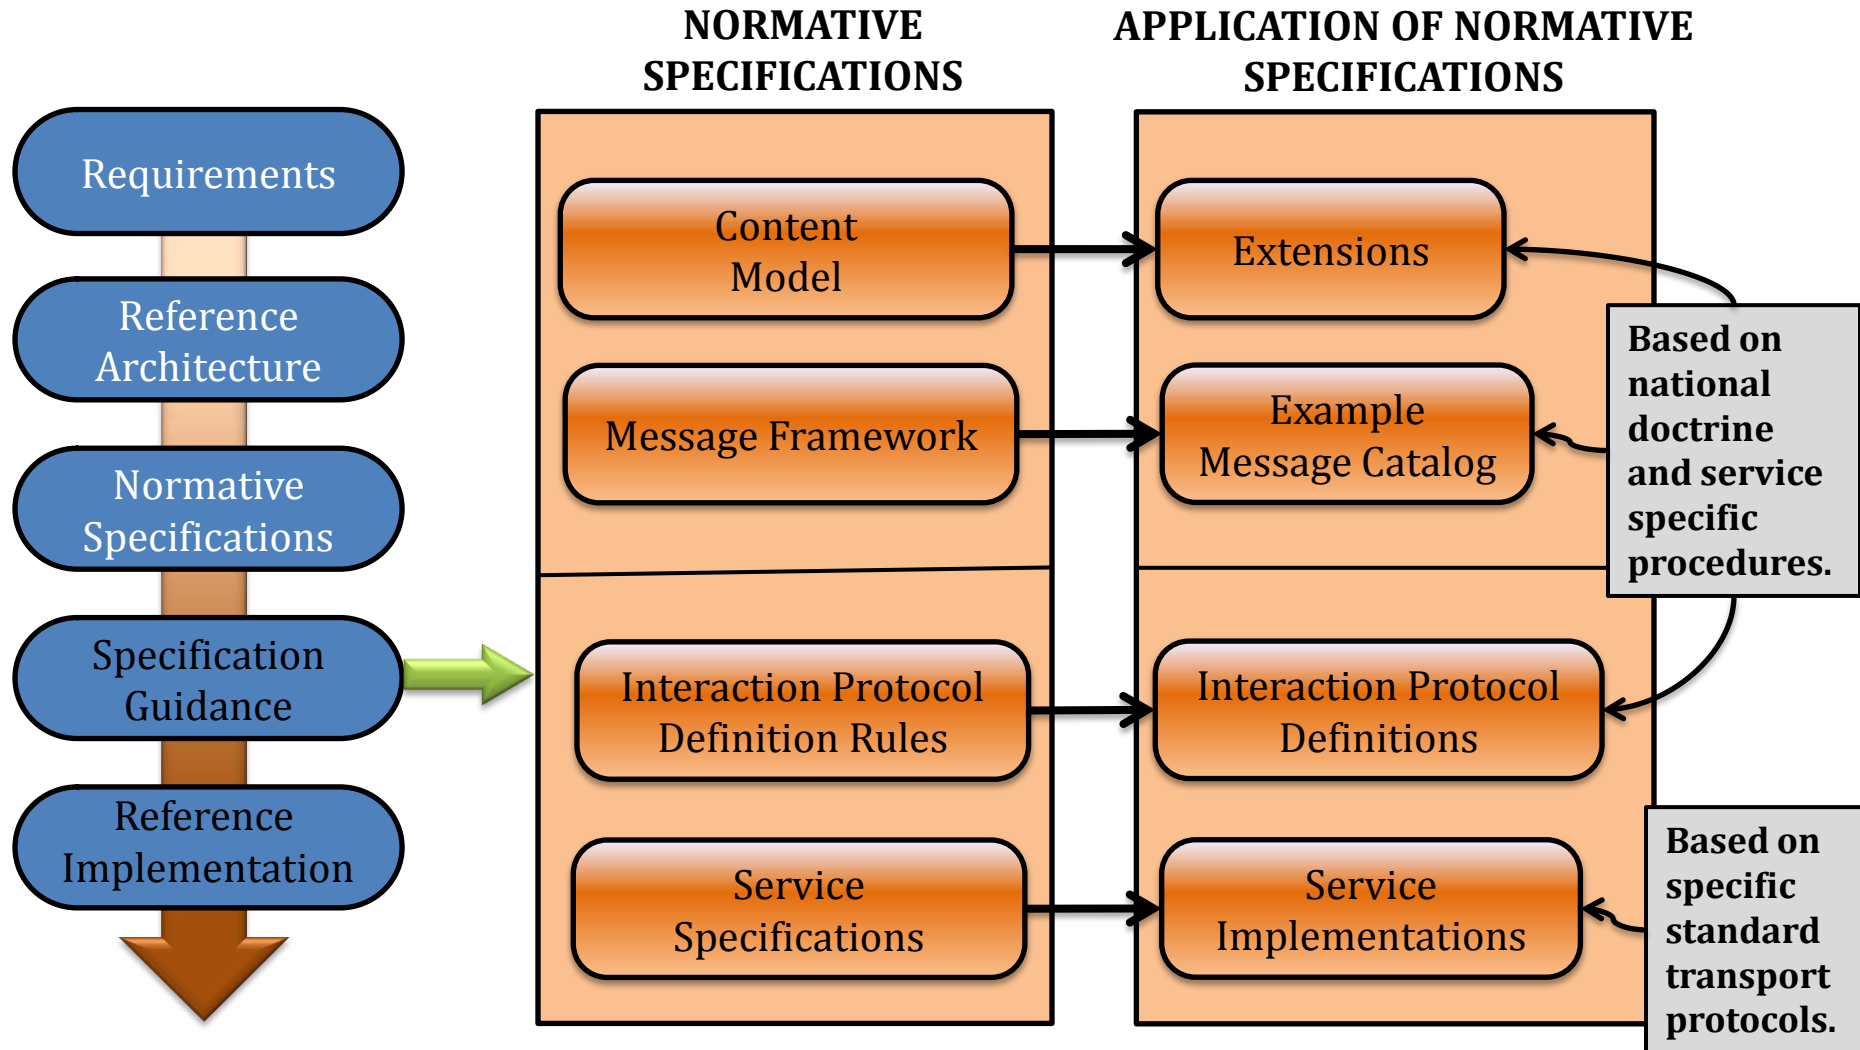 NORMATIVE
SPECIFICATIONS
APPLICATION OF NORMATIVE
SPECIFICATIONS
Requirements
Reference
Architecture
Normative
Specifications
Specification
Guidance
Reference
Implementation
Content
Model
Message Framework
Interaction Protocol
Definition Rules
Service
Specifications
Extensions
Example
Message Catalog
Interaction Protocol
Definitions
Service
Implementations
Based on
national
doctrine
and service
specific
procedures.
Based on
specific
standard
transport
protocols.